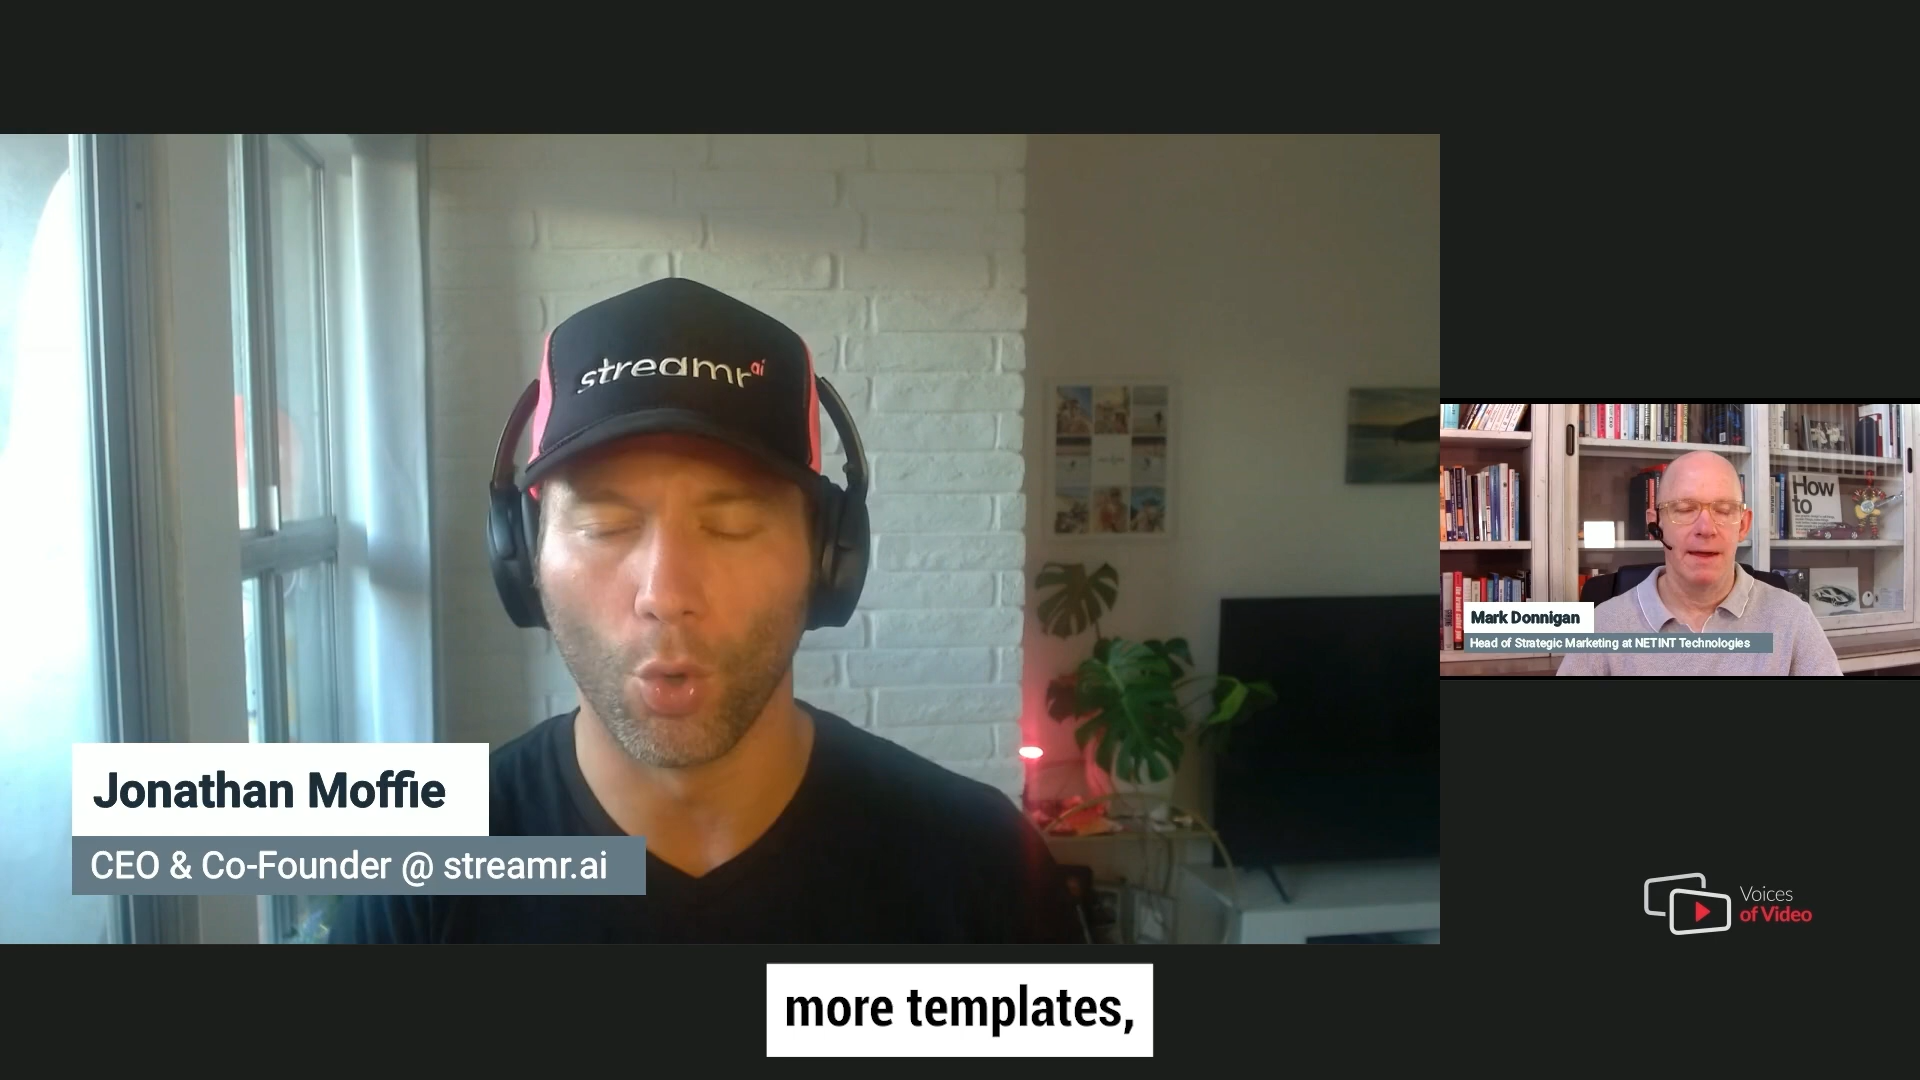 streamr ai
Jonathan Moffie
CEO & Co-Founder @ streamr.ai
How
to
Mark Donnigan
Head of Strategic Marketing at NETINT Technologies
Voices
of Video
more templates,